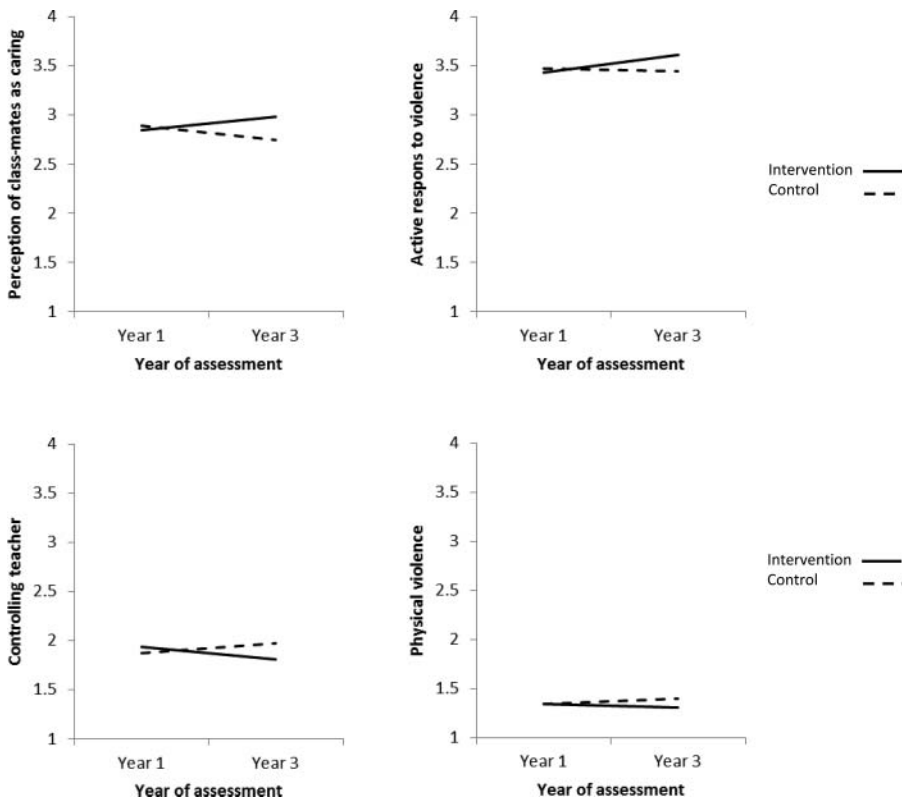 Perception of class-mates as caring
4
3.5
3
2.5
2
1.5
1
Year 1
Year 3
Year of assessment
Active respons to violence
4
3.5
3
2.5
2
1.5
1
Year 1
Year 3
Year of assessment
Intervention
Control
Controlling teacher
4
3.5
3
2.5
2
1.5
1
Year 1
Year 3
Year of assessment
Physical violence
4
3.5
3
2.5
2
1.5
1
Year 1
Year 3
Year of assessment
Intervention
Control